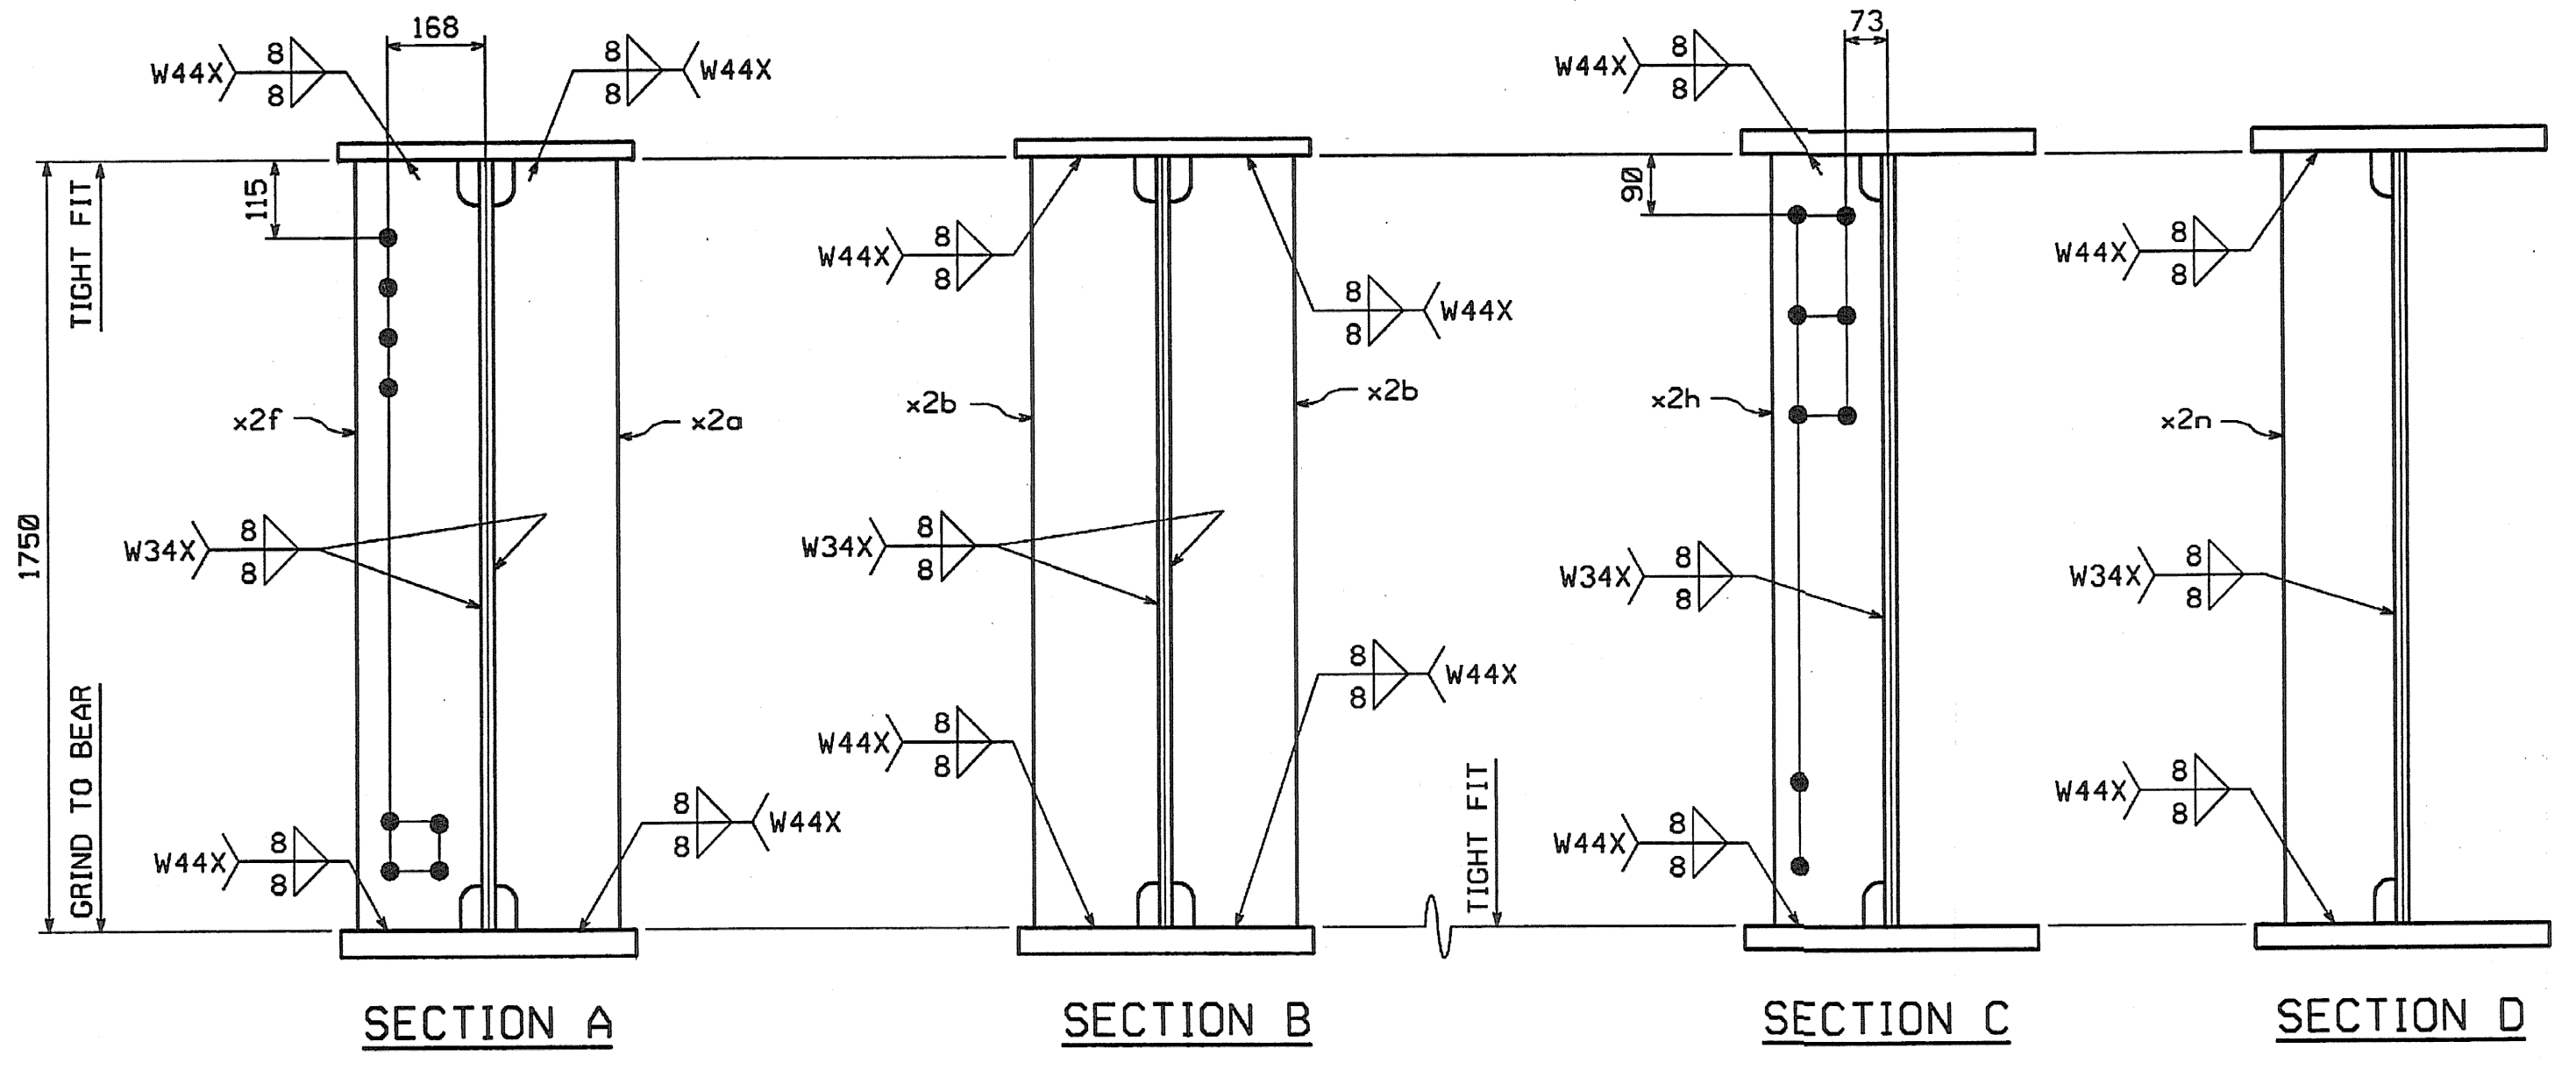 168
73
8
8
W44X
8
8
W44X
8
8
W44X
115
TIGHT FIT
90
8
8
W44X
8
8
W44X
8
8
W44X
x2f
x2a
x2b
x2b
x2h
x2n
1750
8
8
W34X
8
8
W34X
8
8
W34X
8
8
W34X
GRIND TO BEAR
8
8
W44X
8
8
W44X
8
8
W44X
8
8
W44X
TIGHT FIT
8
8
W44X
8
8
W44X
SECTION A
SECTION B
SECTION C
SECTION D